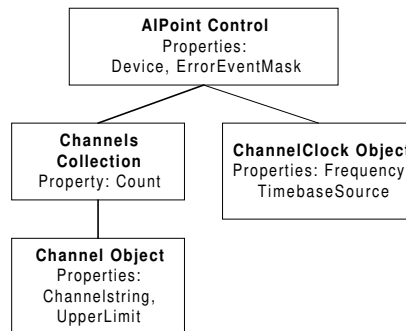 AIPoint Control
Properties:
Device, ErrorEventMask
Channels
Collection
Property: Count
ChannelClock Object
Properties: Frequency
TimebaseSource
Channel Object
Properties:
Channelstring,
UpperLimit